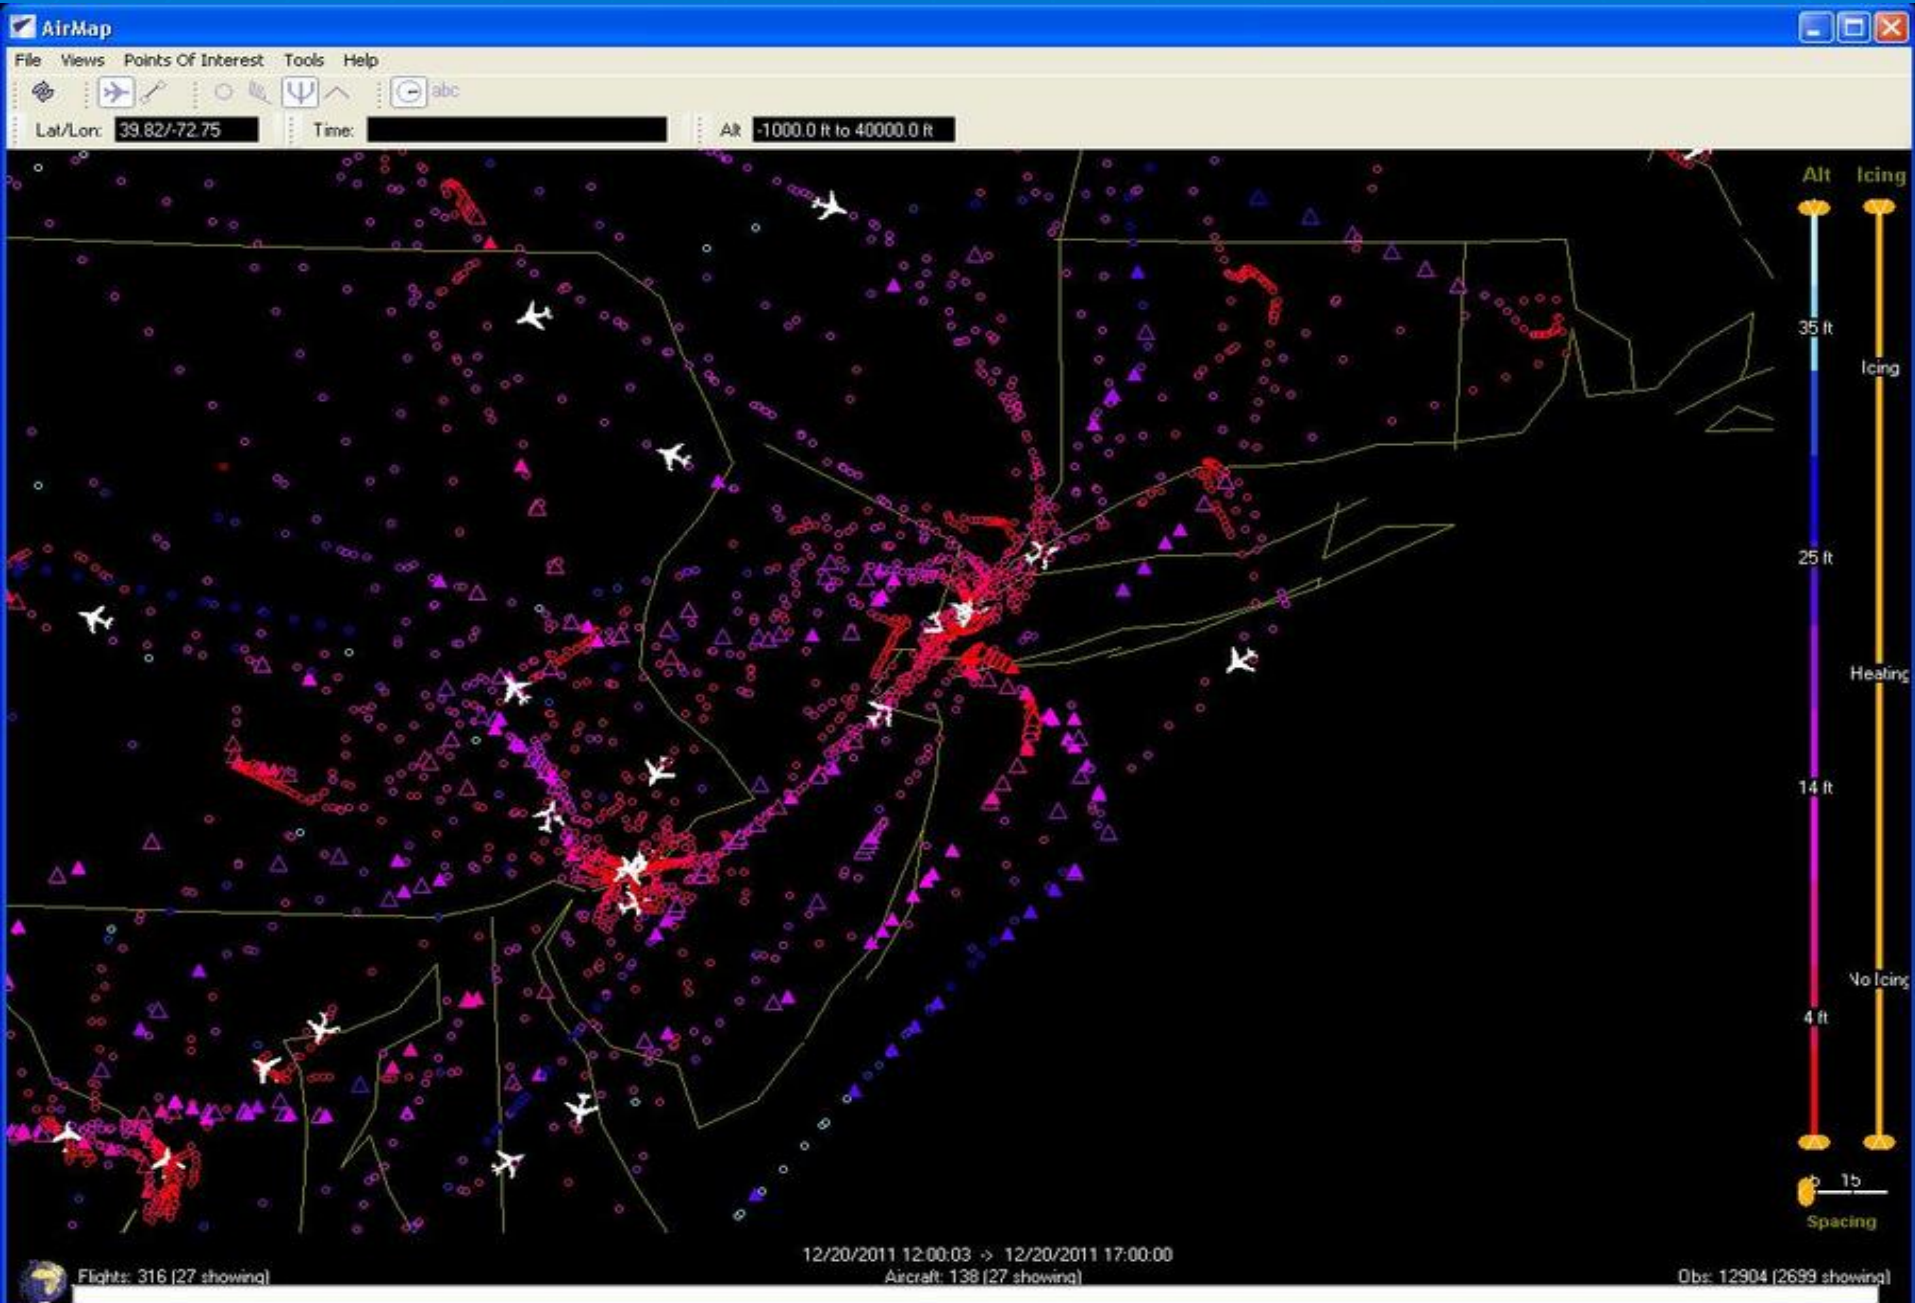 AirMap
File Views Points Of Interest Tools Help
abc
Lat/Lon: 39.82/-72.75 Time: Alt -1000.0 ft to 40000.0 ft
Alt Icing
35 ft
Icing
25 ft
Heating
14 ft
No Icing
4 ft
15
Spacing
12/20/2011 12:00:03 -> 12/20/2011 17:00:00
Flights: 316 (27 showing) Aircraft: 138 (27 showing) Obs: 12904 (2699 showing)